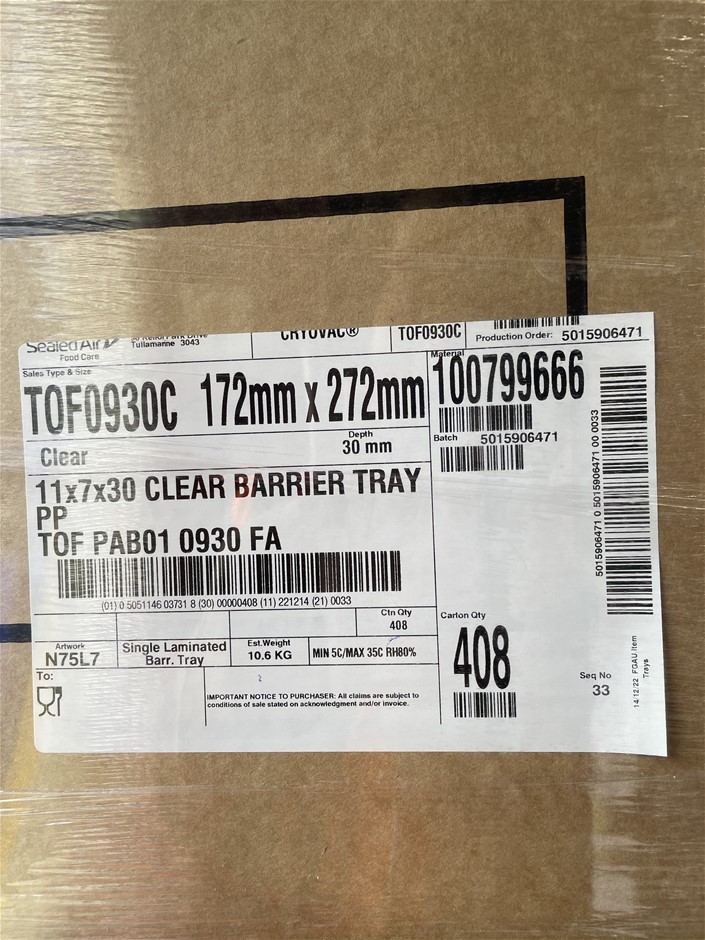 Sealed Air
Food Care
Tullamarine 3043
CRYOVAC®
TOF0930C
Production Order: 5015906471
Sales Type & Size
TOF0930C 172mm x 272mm
Clear
Depth
30 mm
11x7x30 CLEAR BARRIER TRAY
PP
TOF PAB01 0930 FA
(01) 0 5051146 03731 8 (30) 00000408 (11) 221214 (21) 0033
Ctn Qty
408
Artwork
N75L7
Single Laminated
Barr. Tray
Est.Weight
10.6 KG
MIN 5C/MAX 35C RH80%
To:
IMPORTANT NOTICE TO PURCHASER: All claims are subject to
conditions of sale stated on acknowledgment and/or invoice.
Material
100799666
Batch 5015906471
5015906471 0 5015906471 00 0033
Carton Qty
408
Seq No
33
14/12/22 FGAU Item
Trays